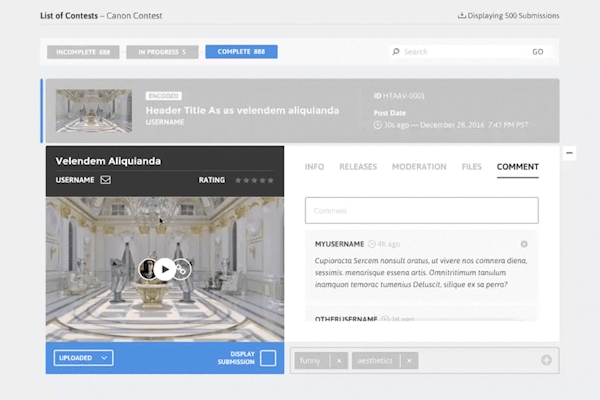 List of Contests – Canon Contest
Displaying 500 Submissions
INCOMPLETE 888
IN PROGRESS 5
COMPLETE 888
Search
GO
ENCODED
Header Title As as velendem aliquianda
USERNAME
ID HTAAV-0001
Post Date
30s ago — December 28, 2016 7:43 PM PST
Velendem Aliquianda
USERNAME
RATING
INFO
RELEASES
MODERATION
FILES
COMMENT
Comment
MYUSERNAME 4h ago
Cupioracta Sercem nonsult oratus, ut vivere nos comnera diena,
sessimis, menarisque essena artis. Omnitritimum tanulum
inamquon temorac tumenius Deluscit, silique ex sa perra?
OTHERUSERNAME 2d ago
UPLOADED
DISPLAY
SUBMISSION
funny ×
aesthetics ×